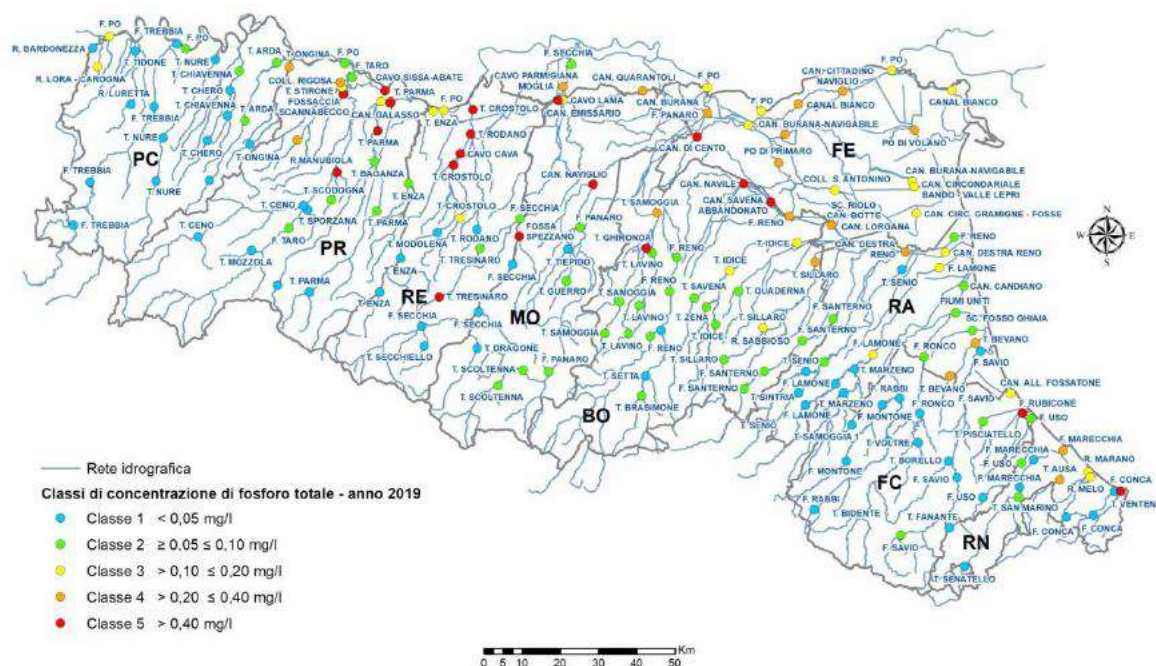 F. PO
F. TREBBIA
F. PO
R. BARDONEZZA
T. TIDONE
T. NURE
T. ARDA
T. ONGINA
F. PO
F. TARO
F. SECCHIA
R. LORA - CAROGNA
T. CHIAVENNA
COLL. RIGOSA
T. STIRONE
CAVO SISSA-ABATE
T. PARMA
CAVO PARMIGIANA
MOGLIA
CAN. QUARANTOLI
F. PO
CAN. CITTADINO
NAVIGLIO
F. PO
R. LURETTA
T. CHERO
T. CHIAVENNA
T. ARDA
FOSSACCIA
SCANNABECCO
CAN. GALASSO
F. PO
T. ENZA
T. CROSTOLO
CAVO LAMA
CAN. EMISSARIO
CAN. BURANA
F. PANARO
F. PO
CANAL BIANCO
CANAL BIANCO
F. TREBBIA
T. NURE
T. CHERO
T. ONGINA
R. MANUBIOLA
T. PARMA
T. RODANO
CAVO CAVA
CAN. BURANA-NAVIGABILE
CAN. DI CENTO
PO DI PRIMARO
FE
PO DI VOLANO
PC
F. TREBBIA
T. NURE
T. BAGANZA
T. SCODOGNA
T. CROSTOLO
T. ENZA
CAN. NAVIGLIO
CAN. NAVILE
CAN. SAVENA
ABBANDONATO
COLL. S. ANTONINO
CAN. BURANA-NAVIGABILE
CAN. CIRCONDARIALE
BANDO - VALLE LEPRI
F. TREBBIA
T. CENO
T. SPORZANA
T. PARMA
T. CROSTOLO
F. SECCHIA
F. PANARO
T. SAMOGGIA
F. RENO
SC. RIOLO
CAN. BOTTE
CAN. LORGANA
CAN. CIRC. GRAMIGNE - FOSSE
T. CENO
F. TARO
PR
T. MODOLENA
T. RODANO
FOSSA
SPEZZANO
T. GHIRONDA
F. RENO
T. IDICE
CAN. DESTRA
RENO
F. RENO
CAN. DESTRA RENO
T. MOZZOLA
T. ENZA
T. TRESINARO
T. TIEPIDO
T. LAVINO
T. IDICE
T. SILLARO
T. SENIO
F. LAMONE
T. PARMA
T. ENZA
RE
F. SECCHIA
T. TRESINARO
T. GUERRO
F. RENO
SAMOGGIA
T. SAVENA
T. QUADERNA
RA
CAN. CANDIANO
F. SECCHIA
F. SECCHIA
MO
T. SAMOGGIA
T. LAVINO
T. ZENA
T. SILLARO
F. SANTERNO
FIUMI UNITI
SC. FOSSO GHIAIA
T. SECCHIELLO
T. DRAGONE
T. LAVINO
F. RENO
T. IDICE
R. SABBIOSO
F. SANTERNO
F. LAMONE
F. RONCO
T. BEVANO
F. SAVIO
T. SCOLTENNA
F. PANARO
T. SETTA
T. SILLARO
F. SANTERNO
T. SENIO
F. LAMONE
T. MARZENO
T. SCOLTENNA
BO
T. BRASIMONE
F. SANTERNO
T. SINTRIA
F. LAMONE
T. MARZENO
F. RABBI
T. BEVANO
F. RONCO
F. SAVIO
CAN. ALL. FOSSATONE
F. RUBICONE
T. SENIO
F. MONTONE
T. PISCIATELLO
F. USO
T. SAMOGGIA 1
T. VOLTRE
F. MARECCHIA
F. MARECCHIA
F. MONTONE
T. BORELLO
F. USO
T. AUSA
R. MARANO
FC
F. SAVIO
F. MARECCHIA
R. MELO
F. CONCA
F. RABBI
F. USO
T. VENTENA
T. BIDENTE
T. FANANTE
T. SAN MARINO
F. CONCA
F. CONCA
F. SAVIO
RN
T. SENATELLO
N
W
E
S
Rete idrografica
Classi di concentrazione di fosforo totale - anno 2019
Classe 1 < 0,05 mg/l
Classe 2 ≥ 0,05 ≤ 0,10 mg/l
Classe 3 > 0,10 ≤ 0,20 mg/l
Classe 4 > 0,20 ≤ 0,40 mg/l
Classe 5 > 0,40 mg/l
Km
0 5 10 20 30 40 50